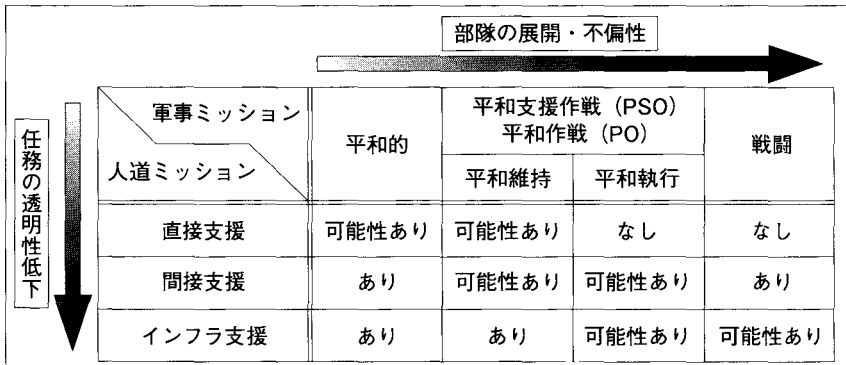 部隊の展開・不偏性
任務の透明性低下
軍事ミッション
人道ミッション
平和的
平和支援作戦（PSO）
平和作戦（PO）
戦闘
平和維持 平和執行
直接支援 可能性あり 可能性あり なし なし
間接支援 あり 可能性あり 可能性あり あり
インフラ支援 あり あり 可能性あり 可能性あり